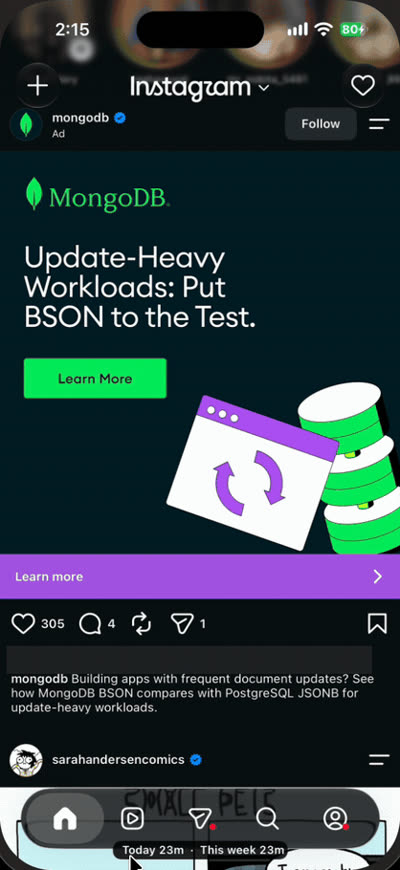 2:15
80
Instagram
mongodb
Ad
Follow
MongoDB®
Update-Heavy
Workloads: Put
BSON to the Test.
Learn More
Learn more
305
4
1
mongodb Building apps with frequent document updates? See
how MongoDB BSON compares with PostgreSQL JSONB for
update-heavy workloads.
sarahandersencomics
SMALL PETS
Today 23m · This week 23m